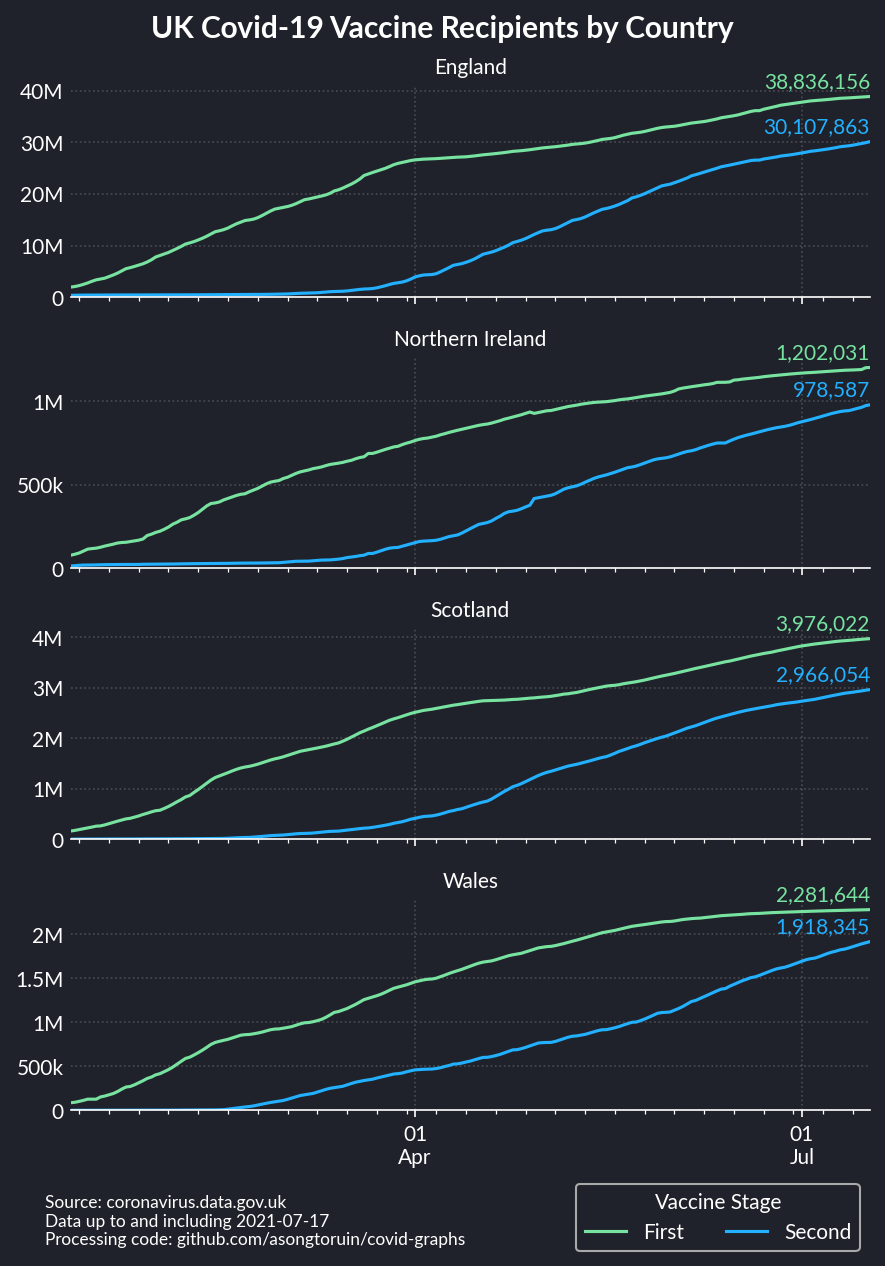 UK Covid-19 Vaccine Recipients by Country
England
38,836,156
30,107,863
40M
30M
20M
10M
0
Northern Ireland
1,202,031
978,587
1M
500k
0
Scotland
3,976,022
2,966,054
4M
3M
2M
1M
0
Wales
2,281,644
1,918,345
2M
1.5M
1M
500k
0
01
Apr
01
Jul
Source: coronavirus.data.gov.uk
Data up to and including 2021-07-17
Processing code: github.com/asongtoruin/covid-graphs
Vaccine Stage
First Second